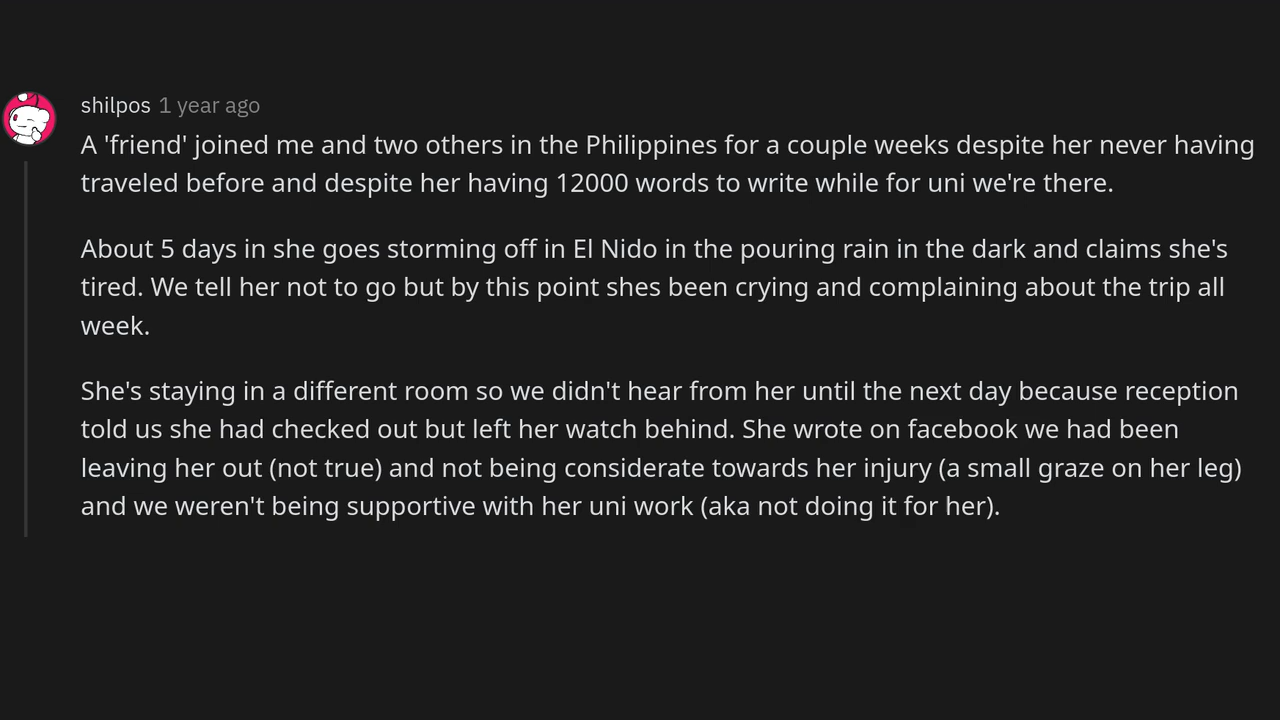 shilpos 1 year ago
A 'friend' joined me and two others in the Philippines for a couple weeks despite her never having
traveled before and despite her having 12000 words to write while for uni we're there.
About 5 days in she goes storming off in El Nido in the pouring rain in the dark and claims she's
tired. We tell her not to go but by this point shes been crying and complaining about the trip all
week.
She's staying in a different room so we didn't hear from her until the next day because reception
told us she had checked out but left her watch behind. She wrote on facebook we had been
leaving her out (not true) and not being considerate towards her injury (a small graze on her leg)
and we weren't being supportive with her uni work (aka not doing it for her).